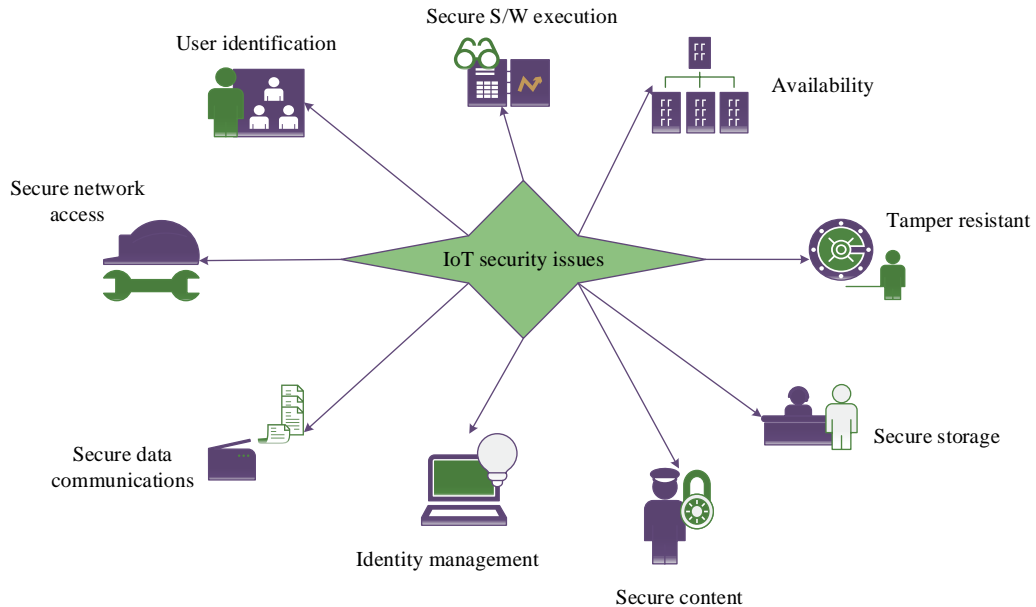 Secure S/W execution
User identification
Availability
Secure network
access
Tamper resistant
IoT security issues
Secure storage
Secure data
communications
Identity management
Secure content